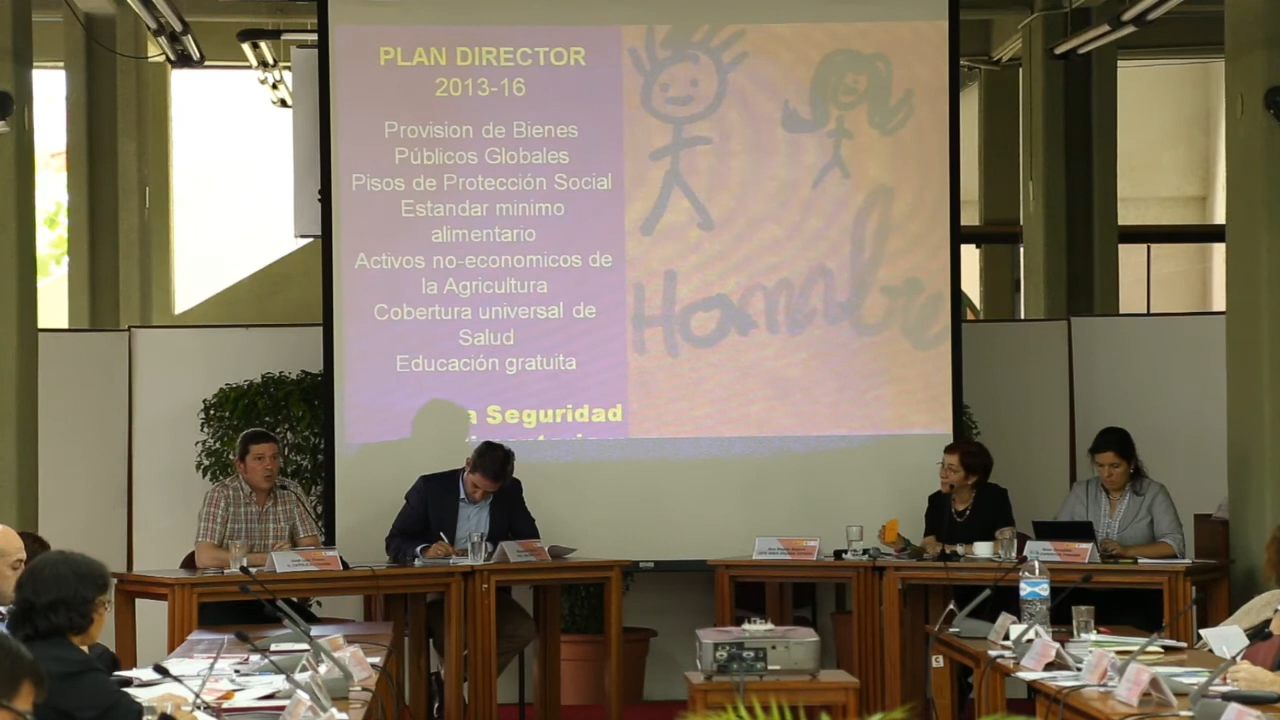 PLAN DIRECTOR
2013-16
Provision de Bienes
Públicos Globales
Pisos de Protección Social
Estandar minimo
alimentario
Activos no-economicos de
la Agricultura
Cobertura universal de
Salud
Educación gratuita
a Seguridad
Hambre